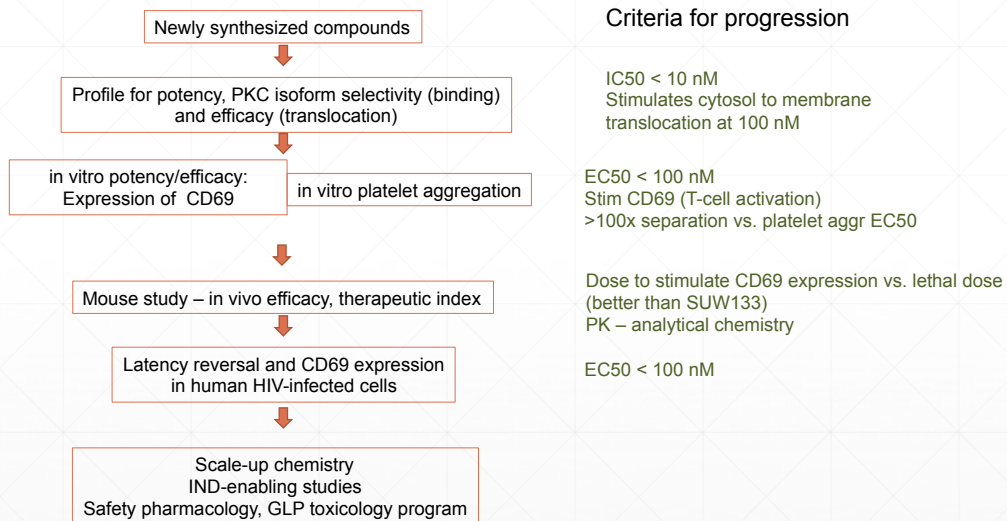 Criteria for progression
Newly synthesized compounds
Profile for potency, PKC isoform selectivity (binding)
and efficacy (translocation)
IC50 < 10 nM
Stimulates cytosol to membrane
translocation at 100 nM
in vitro potency/efficacy:
Expression of CD69
in vitro platelet aggregation
EC50 < 100 nM
Stim CD69 (T-cell activation)
>100x separation vs. platelet aggr EC50
Mouse study – in vivo efficacy, therapeutic index
Dose to stimulate CD69 expression vs. lethal dose
(better than SUW133)
PK – analytical chemistry
Latency reversal and CD69 expression
in human HIV-infected cells
EC50 < 100 nM
Scale-up chemistry
IND-enabling studies
Safety pharmacology, GLP toxicology program